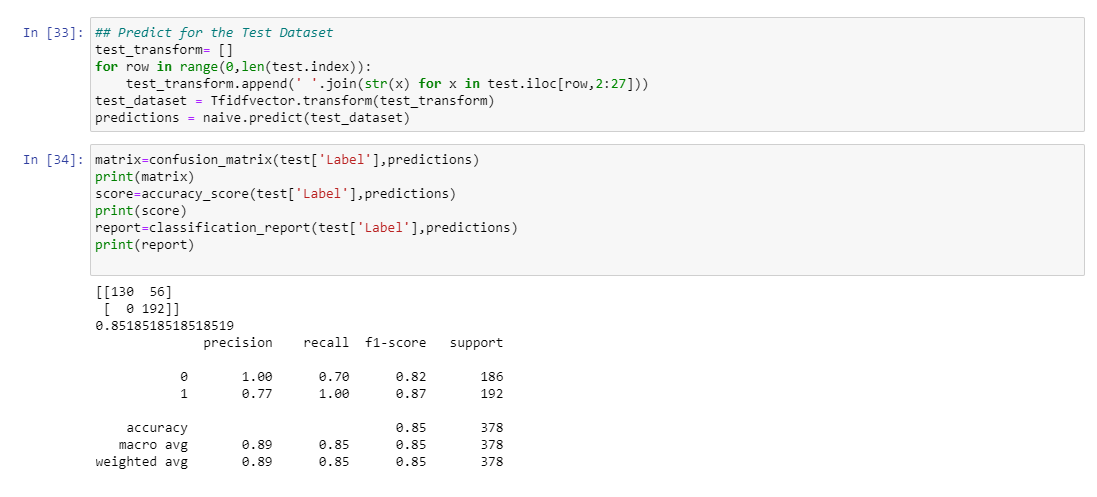 In [33]: ## Predict for the Test Dataset
test_transform= []
for row in range(0,len(test.index)):
    test_transform.append(' '.join(str(x) for x in test.iloc[row,2:27]))
test_dataset = Tfidfvector.transform(test_transform)
predictions = naive.predict(test_dataset)
In [34]: matrix=confusion_matrix(test['Label'],predictions)
print(matrix)
score=accuracy_score(test['Label'],predictions)
print(score)
report=classification_report(test['Label'],predictions)
print(report)
[[130  56]
 [  0 192]]
0.8518518518518519
              precision    recall  f1-score   support
           0       1.00      0.70      0.82       186
           1       0.77      1.00      0.87       192
    accuracy                           0.85       378
   macro avg       0.89      0.85      0.85       378
weighted avg       0.89      0.85      0.85       378